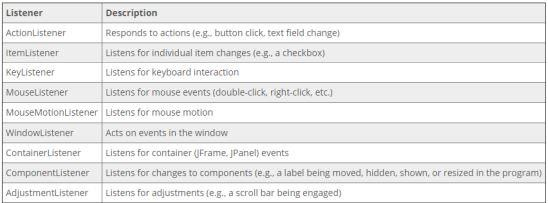 Listener Description
ActionListener Responds to actions (e.g., button click, text field change)
ItemListener Listens for individual item changes (e.g., a checkbox)
KeyListener Listens for keyboard interaction
MouseListener Listens for mouse events (double-click, right-click, etc.)
MouseMotionListener Listens for mouse motion
WindowListener Acts on events in the window
ContainerListener Listens for container (JFrame, JPanel) events
ComponentListener Listens for changes to components (e.g., a label being moved, hidden, shown, or resized in the program)
AdjustmentListener Listens for adjustments (e.g., a scroll bar being engaged)